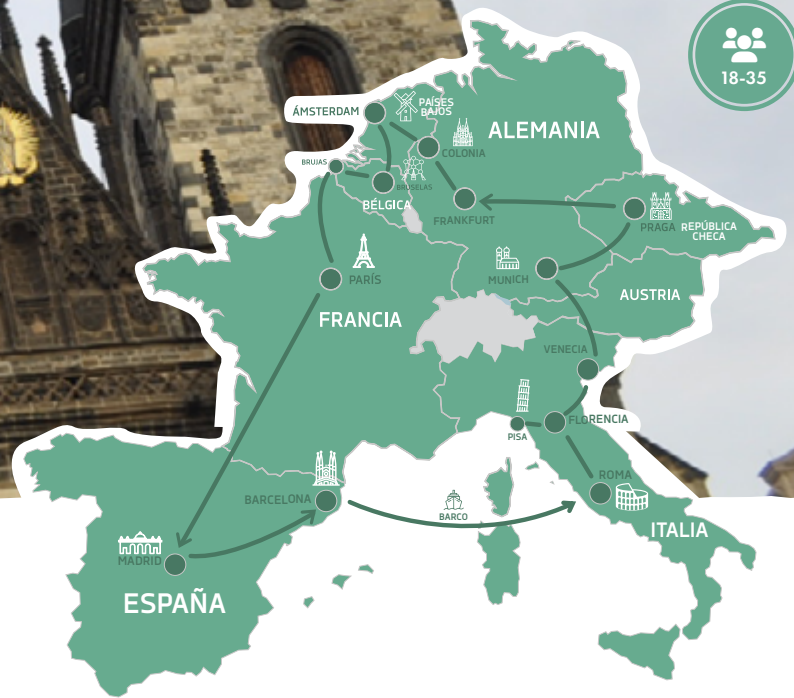 18-35
ÁMSTERDAM
PAÍSES
BAJOS
ALEMANIA
COLONIA
BRUJAS
BRUSELAS
BÉLGICA
FRANKFURT
PRAGA
REPÚBLICA
CHECA
PARÍS
MUNICH
AUSTRIA
FRANCIA
VENECIA
FLORENCIA
PISA
ROMA
BARCELONA
BARCO
ITALIA
MADRID
ESPAÑA